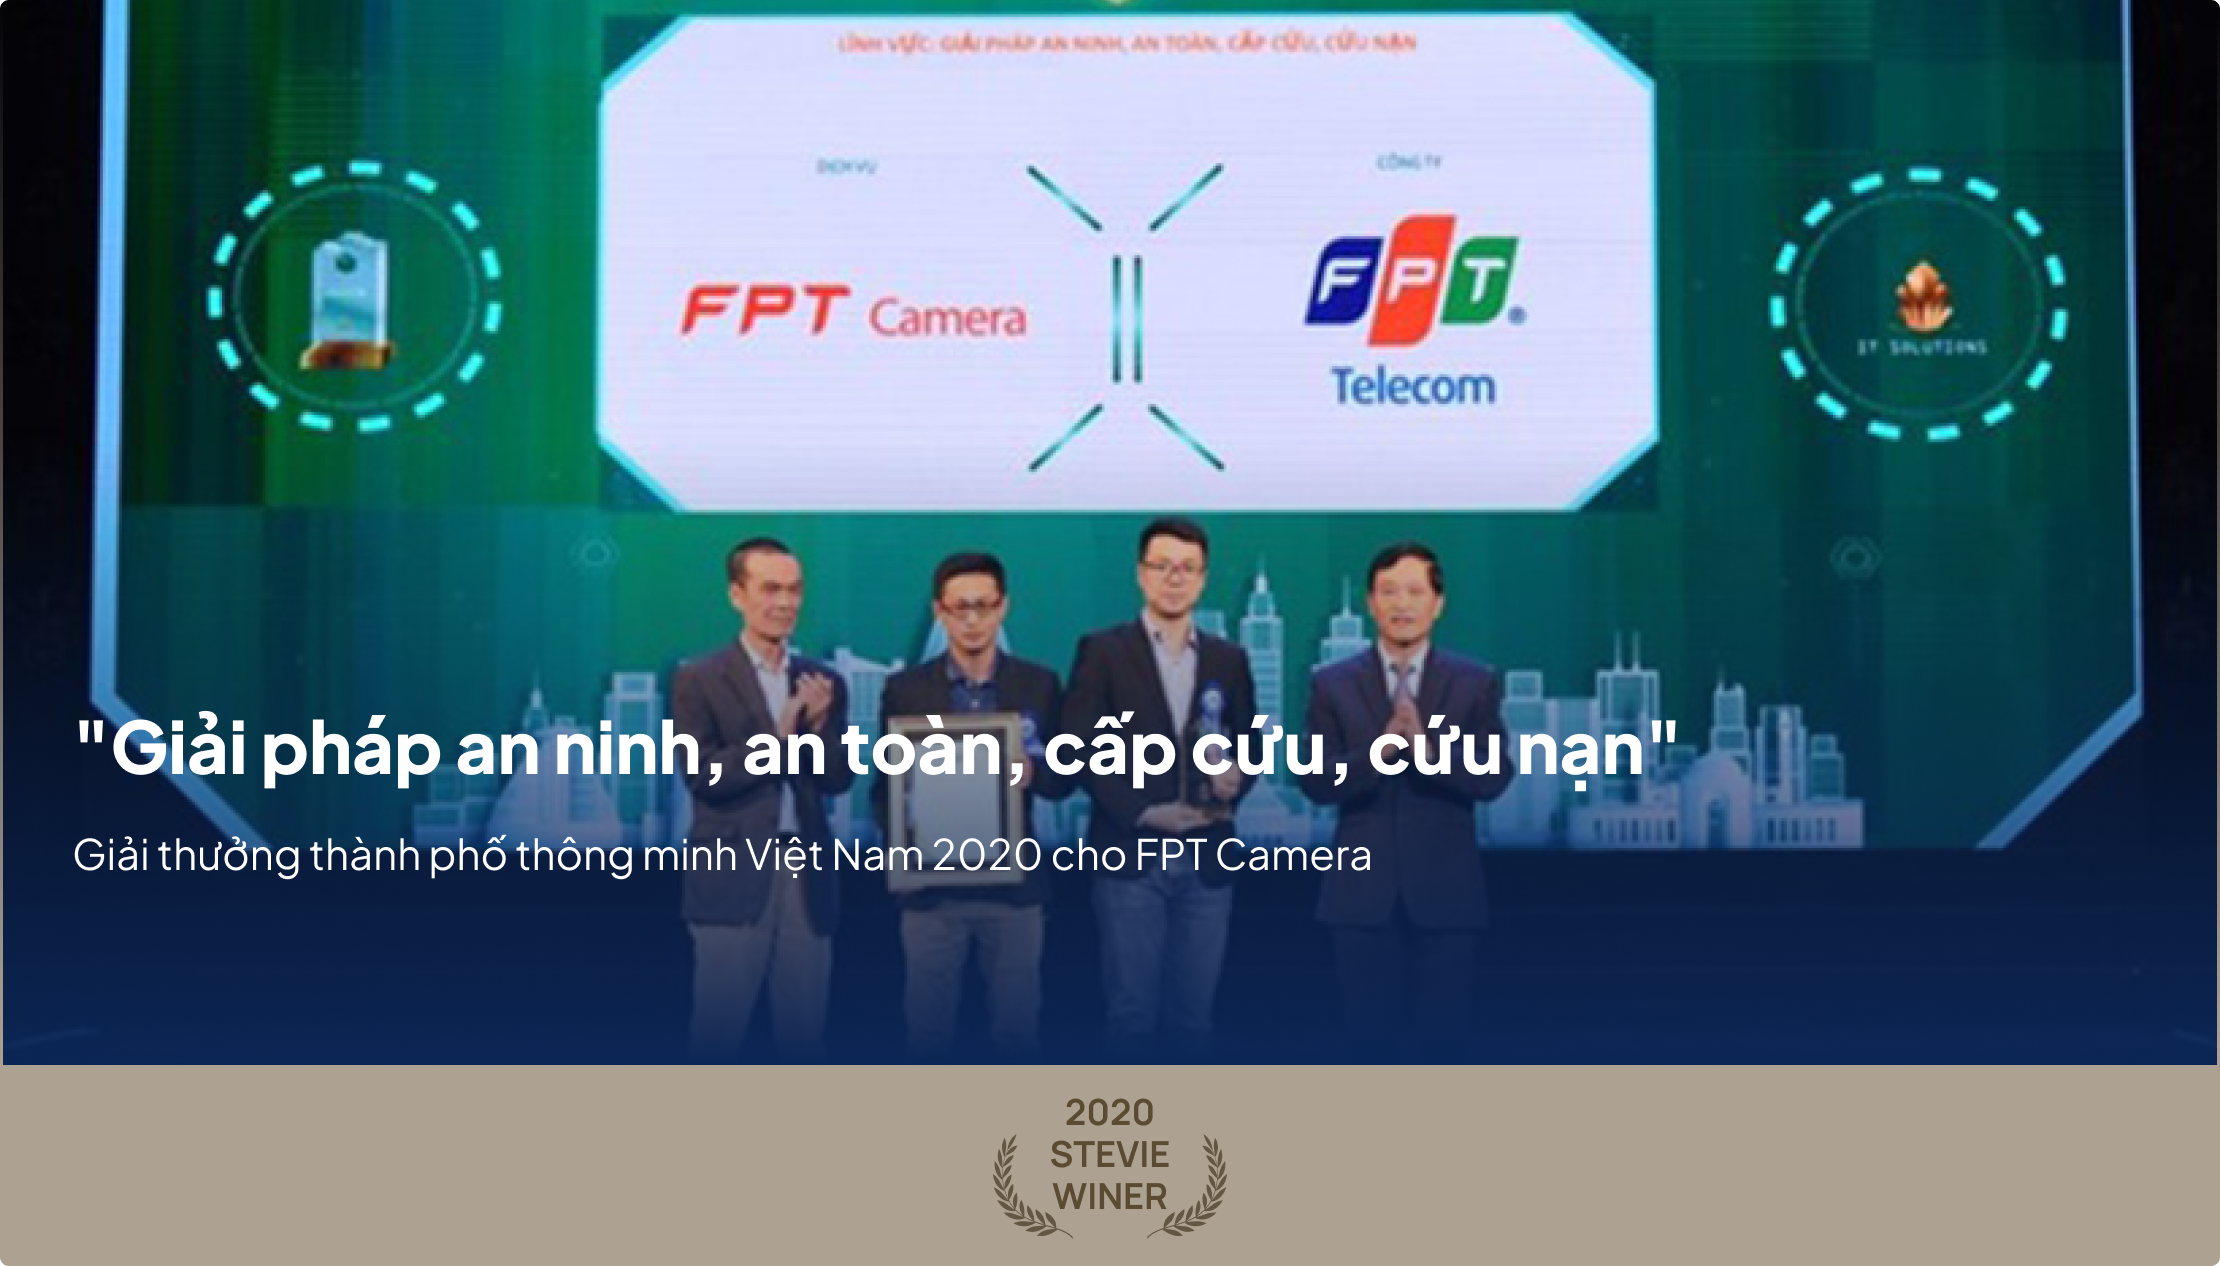 LĨNH VỰC: GIẢI PHÁP AN NINH, AN TOÀN, CẤP CỨU, CỨU NẠN
DỊCH VỤ
CÔNG TY
FPT Camera
FPT®
Telecom
IT SOLUTIONS
"Giải pháp an ninh, an toàn, cấp cứu, cứu nạn"
Giải thưởng thành phố thông minh Việt Nam 2020 cho FPT Camera
2020
STEVIE
WINER